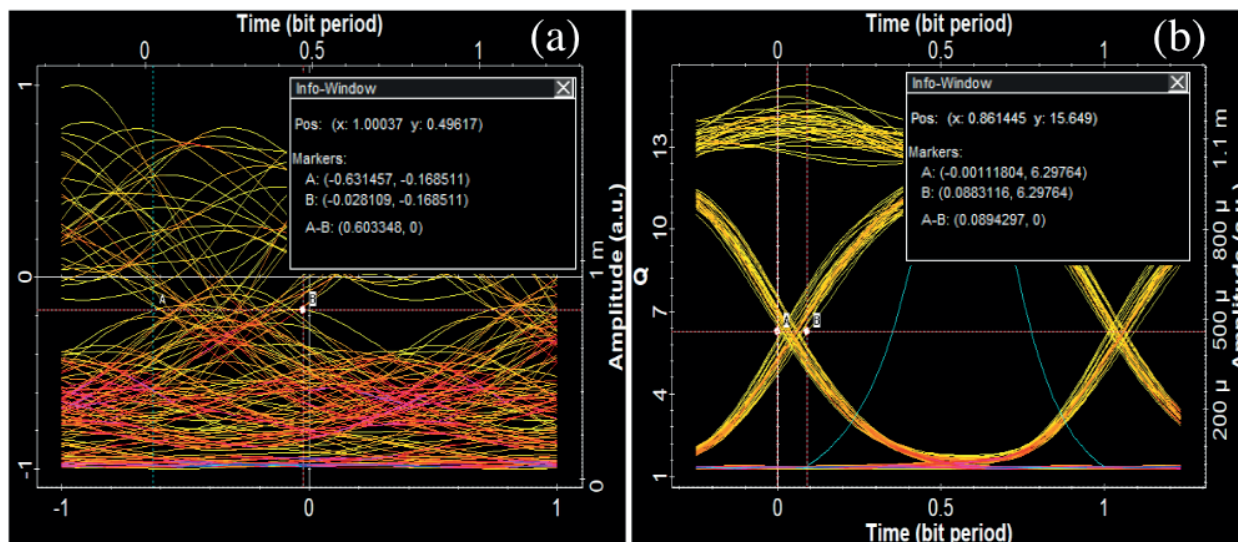 Time (bit period)
0 0.5 1
(a)
1
0
-1
Info-Window
Pos: (x: 1.00037 y: 0.49617)
Markers:
A: (-0.631457, -0.168511)
B: (-0.028109, -0.168511)
A-B: (0.603348, 0)
A
B
Amplitude (a.u.)
1 m
0
-1 0 1
Time (bit period)
0 0.5 1
(b)
Q
13
10
7
4
1
Info-Window
Pos: (x: 0.861445 y: 15.649)
Markers:
A: (-0.00111804, 6.29764)
B: (0.0883116, 6.29764)
A-B: (0.0894297, 0)
A
B
1.1 m
800 µ
500 µ
200 µ
0 0.5 1
Time (bit period)